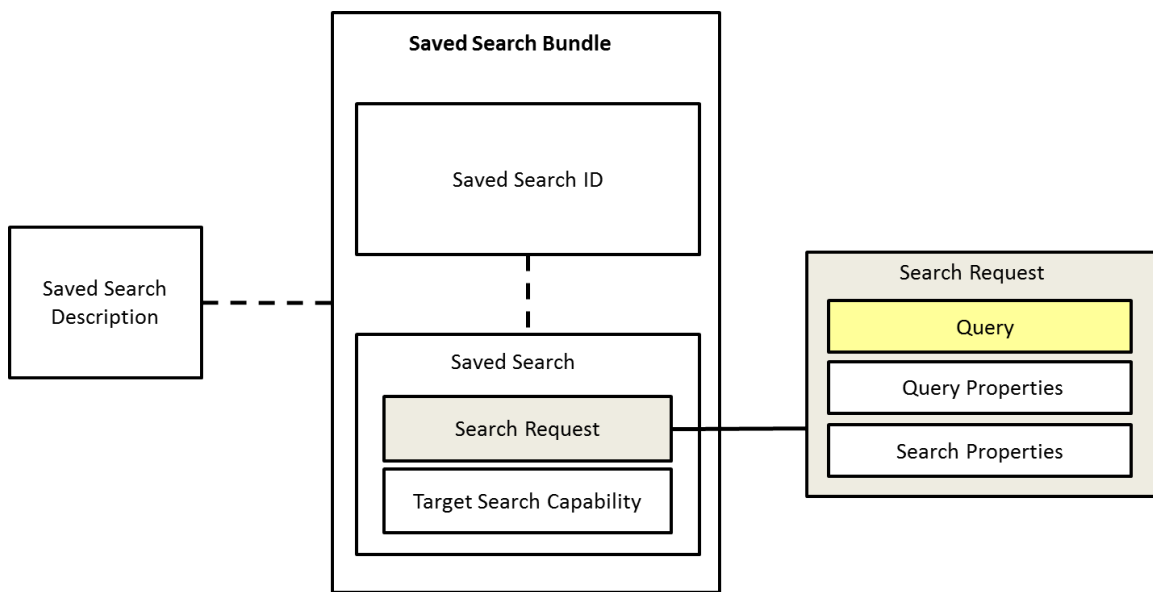 Saved Search Bundle
Saved Search ID
Saved Search
Description
Saved Search
Search Request
Target Search Capability
Search Request
Query
Query Properties
Search Properties